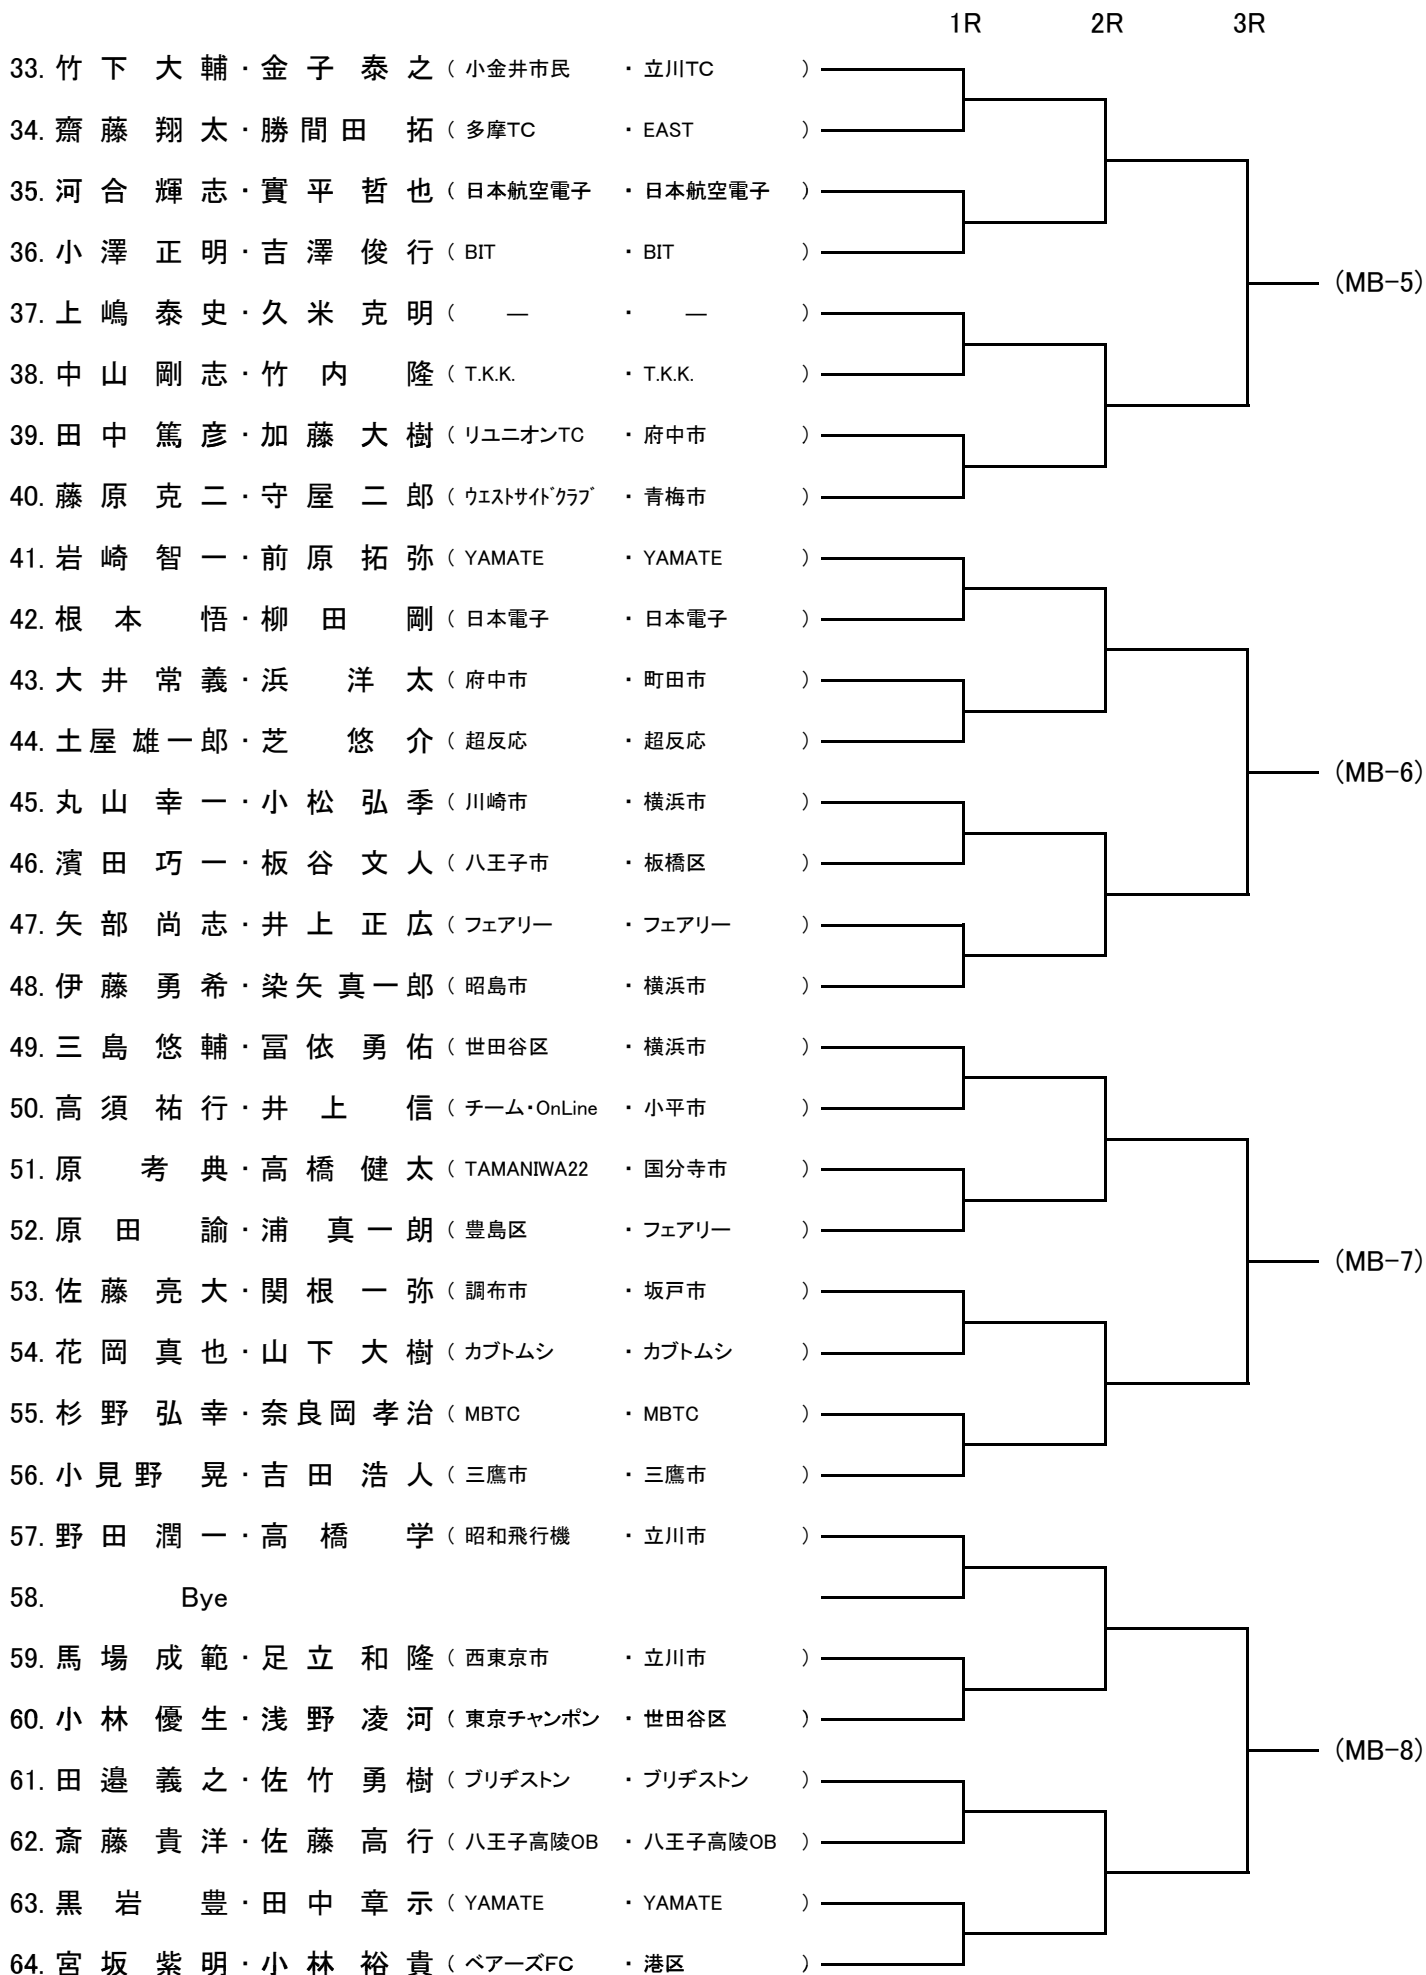 1R 2R 3R
33. 竹下 大輔・金子 泰之 ( 小金井市民 ・ 立川TC )
34. 齋藤 翔太・勝間田 拓 ( 多摩TC ・ EAST )
35. 河合 輝志・實平 哲也 ( 日本航空電子 ・ 日本航空電子 )
36. 小澤 正明・吉澤 俊行 ( BIT ・ BIT )
(MB-5)
37. 上嶋 泰史・久米 克明 ( ― ・ ― )
38. 中山 剛志・竹内 隆 ( T.K.K. ・ T.K.K. )
39. 田中 篤彦・加藤 大樹 ( リユニオンTC ・ 府中市 )
40. 藤原 克二・守屋 二郎 ( ウエストサイドクラブ ・ 青梅市 )
41. 岩崎 智一・前原 拓弥 ( YAMATE ・ YAMATE )
42. 根本 悟・柳田 剛 ( 日本電子 ・ 日本電子 )
43. 大井 常義・浜 洋太 ( 府中市 ・ 町田市 )
44. 土屋 雄一郎・芝 悠介 ( 超反応 ・ 超反応 )
(MB-6)
45. 丸山 幸一・小松 弘季 ( 川崎市 ・ 横浜市 )
46. 濱田 巧一・板谷 文人 ( 八王子市 ・ 板橋区 )
47. 矢部 尚志・井上 正広 ( フェアリー ・ フェアリー )
48. 伊藤 勇希・染矢 真一郎 ( 昭島市 ・ 横浜市 )
49. 三島 悠輔・冨依 勇佑 ( 世田谷区 ・ 横浜市 )
50. 高須 祐行・井上 信 ( チーム・OnLine ・ 小平市 )
51. 原 考典・高橋 健太 ( TAMANIWA22 ・ 国分寺市 )
52. 原田 諭・浦 真一朗 ( 豊島区 ・ フェアリー )
(MB-7)
53. 佐藤 亮大・関根 一弥 ( 調布市 ・ 坂戸市 )
54. 花岡 真也・山下 大樹 ( カブトムシ ・ カブトムシ )
55. 杉野 弘幸・奈良岡 孝治 ( MBTC ・ MBTC )
56. 小見野 晃・吉田 浩人 ( 三鷹市 ・ 三鷹市 )
57. 野田 潤一・高橋 学 ( 昭和飛行機 ・ 立川市 )
58. Bye
59. 馬場 成範・足立 和隆 ( 西東京市 ・ 立川市 )
60. 小林 優生・浅野 凌河 ( 東京チャンポン ・ 世田谷区 )
(MB-8)
61. 田邉 義之・佐竹 勇樹 ( ブリヂストン ・ ブリヂストン )
62. 斎藤 貴洋・佐藤 高行 ( 八王子高陵OB ・ 八王子高陵OB )
63. 黒岩 豊・田中 章示 ( YAMATE ・ YAMATE )
64. 宮坂 紫明・小林 裕貴 ( ベアーズFC ・ 港区 )